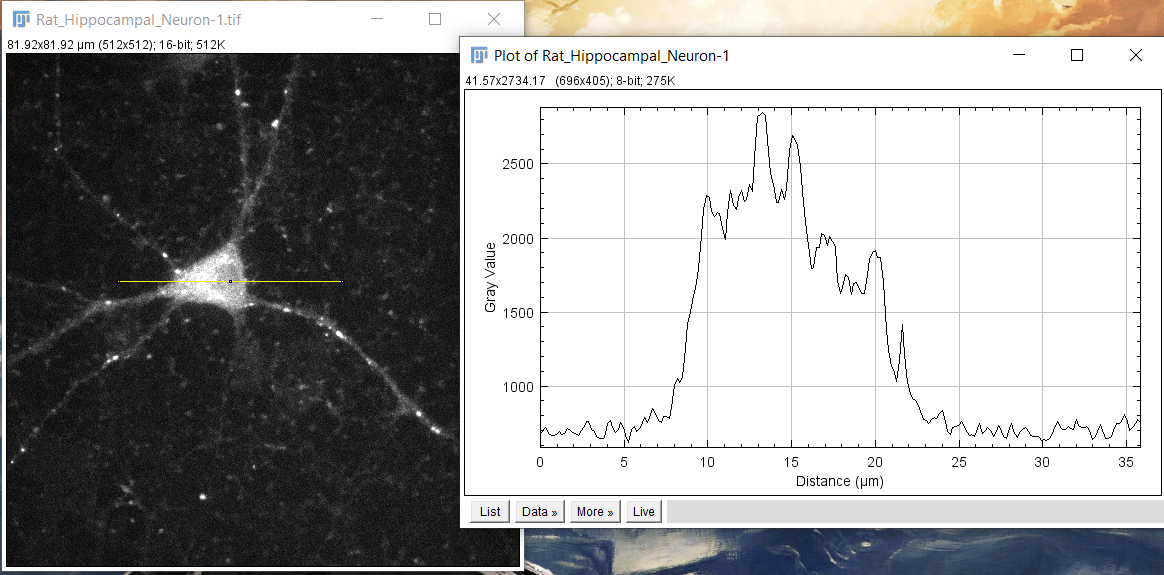 Rat_Hippocampal_Neuron-1.tif
81.92x81.92 µm (512x512); 16-bit; 512K
Plot of Rat_Hippocampal_Neuron-1
41.57x2734.17 (696x405); 8-bit; 275K
2500
2000
1500
1000
Gray Value
0 5 10 15 20 25 30 35
Distance (µm)
List Data » More » Live